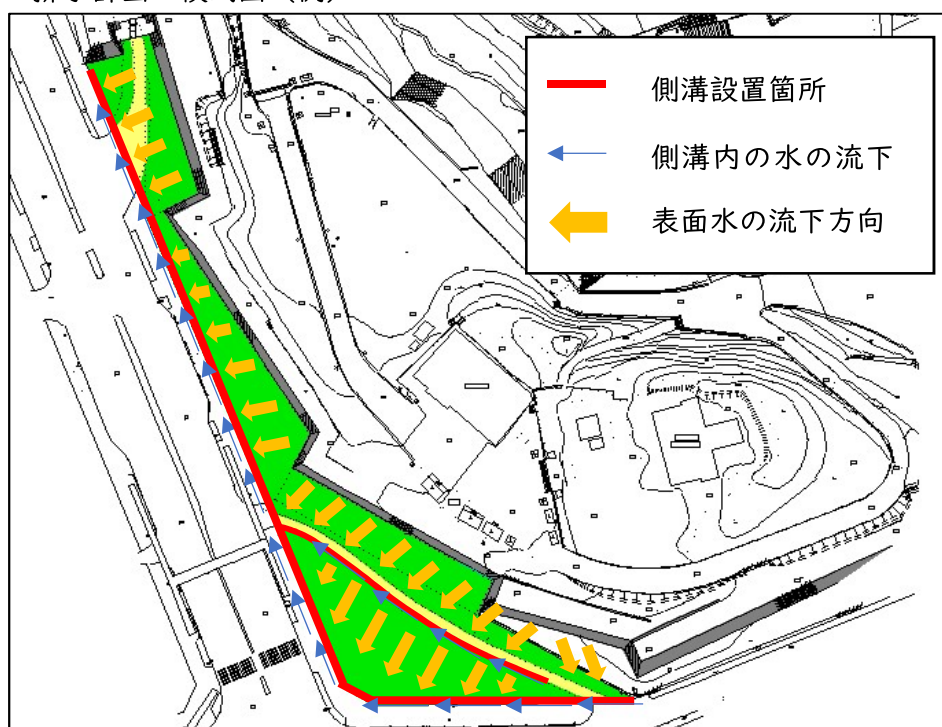 側溝設置箇所
側溝内の水の流下
表面水の流下方向